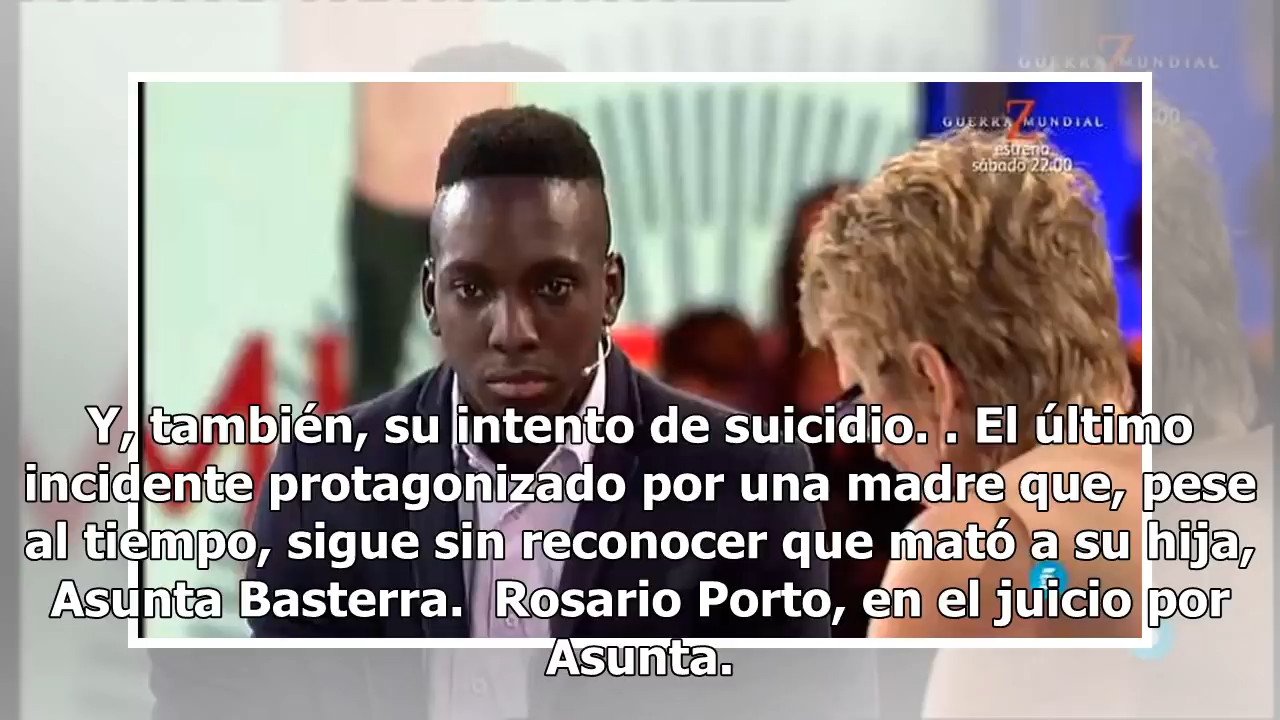 GUERRA Z MUNDIAL
GUERRA Z MUNDIAL
estreno
sábado 22:00
Y, también, su intento de suicidio. . El último
incidente protagonizado por una madre que, pese
al tiempo, sigue sin reconocer que mató a su hija,
Asunta Basterra. Rosario Porto, en el juicio por
Asunta.